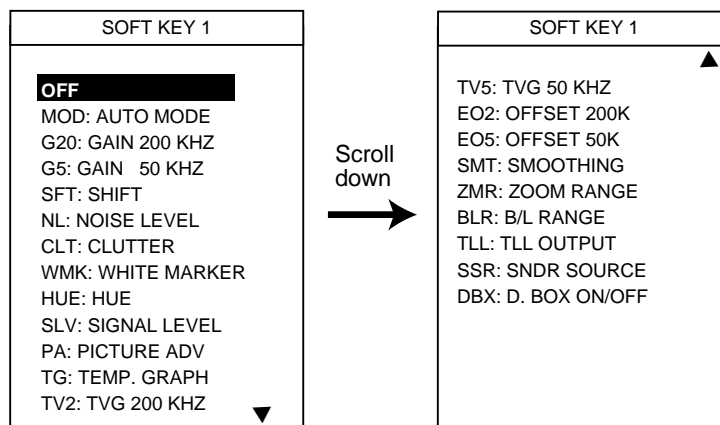 SOFT KEY 1
OFF
MOD: AUTO MODE
G20: GAIN 200 KHZ
G5: GAIN   50 KHZ
SFT: SHIFT
NL: NOISE LEVEL
CLT: CLUTTER
WMK: WHITE MARKER
HUE: HUE
SLV: SIGNAL LEVEL
PA: PICTURE ADV
TG: TEMP. GRAPH
TV2: TVG 200 KHZ
Scroll
down
SOFT KEY 1
TV5: TVG 50 KHZ
EO2: OFFSET 200K
EO5: OFFSET 50K
SMT: SMOOTHING
ZMR: ZOOM RANGE
BLR: B/L RANGE
TLL: TLL OUTPUT
SSR: SNDR SOURCE
DBX: D. BOX ON/OFF